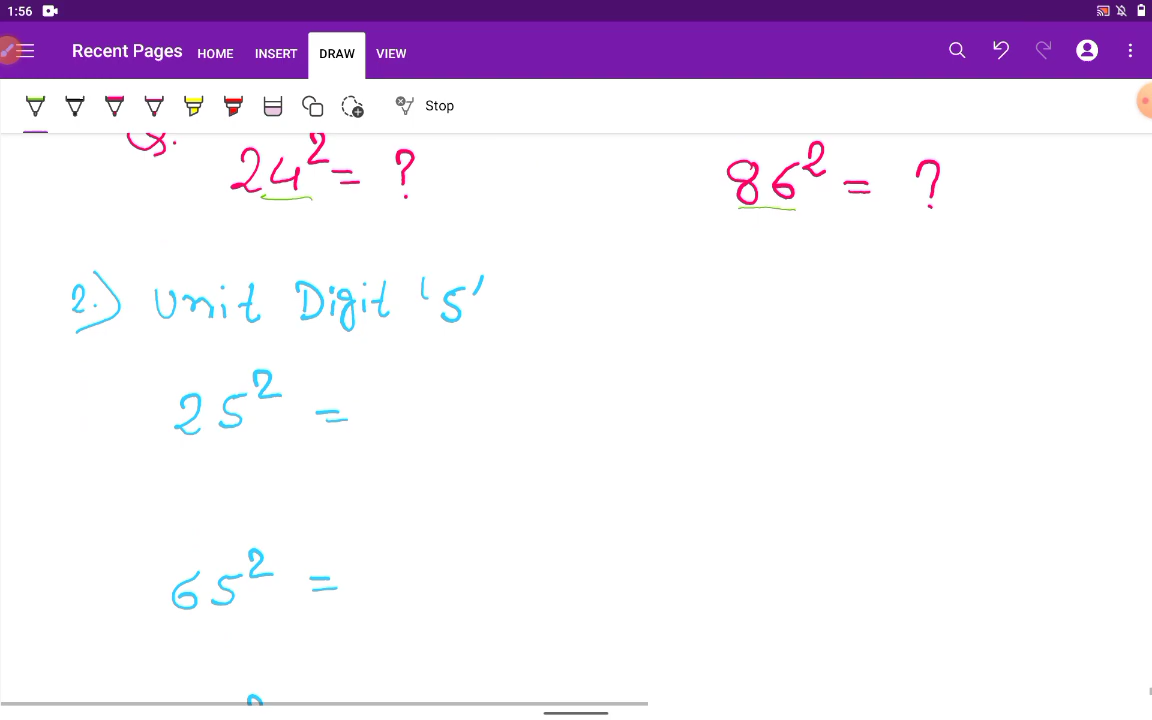 1:56
Recent Pages HOME INSERT DRAW VIEW
Stop
Q.
24² = ?
86² = ?
2.) Unit Digit '5'
25² =
65² =